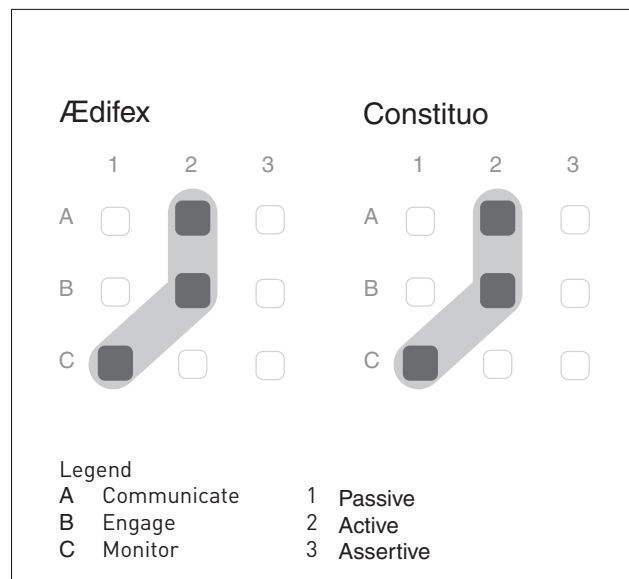 Ædifex Constituo
1 2 3 1 2 3
A A
B B
C C
Legend
A Communicate 1 Passive
B Engage 2 Active
C Monitor 3 Assertive